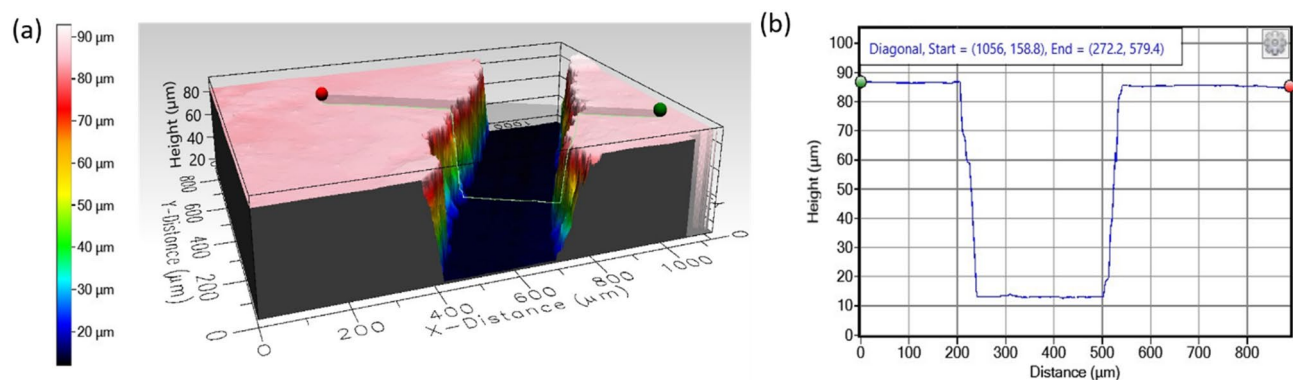 (a)
90 µm
80 µm
70 µm
60 µm
50 µm
40 µm
30 µm
20 µm
Height (µm)
80
60
40
20
Y-Distance (µm)
800
600
400
200
0
X-Distance (µm)
0
200
400
600
800
1000
0
(b)
Diagonal, Start = (1056, 158.8), End = (272.2, 579.4)
Height (µm)
100
90
80
70
60
50
40
30
20
10
0
0 100 200 300 400 500 600 700 800
Distance (µm)